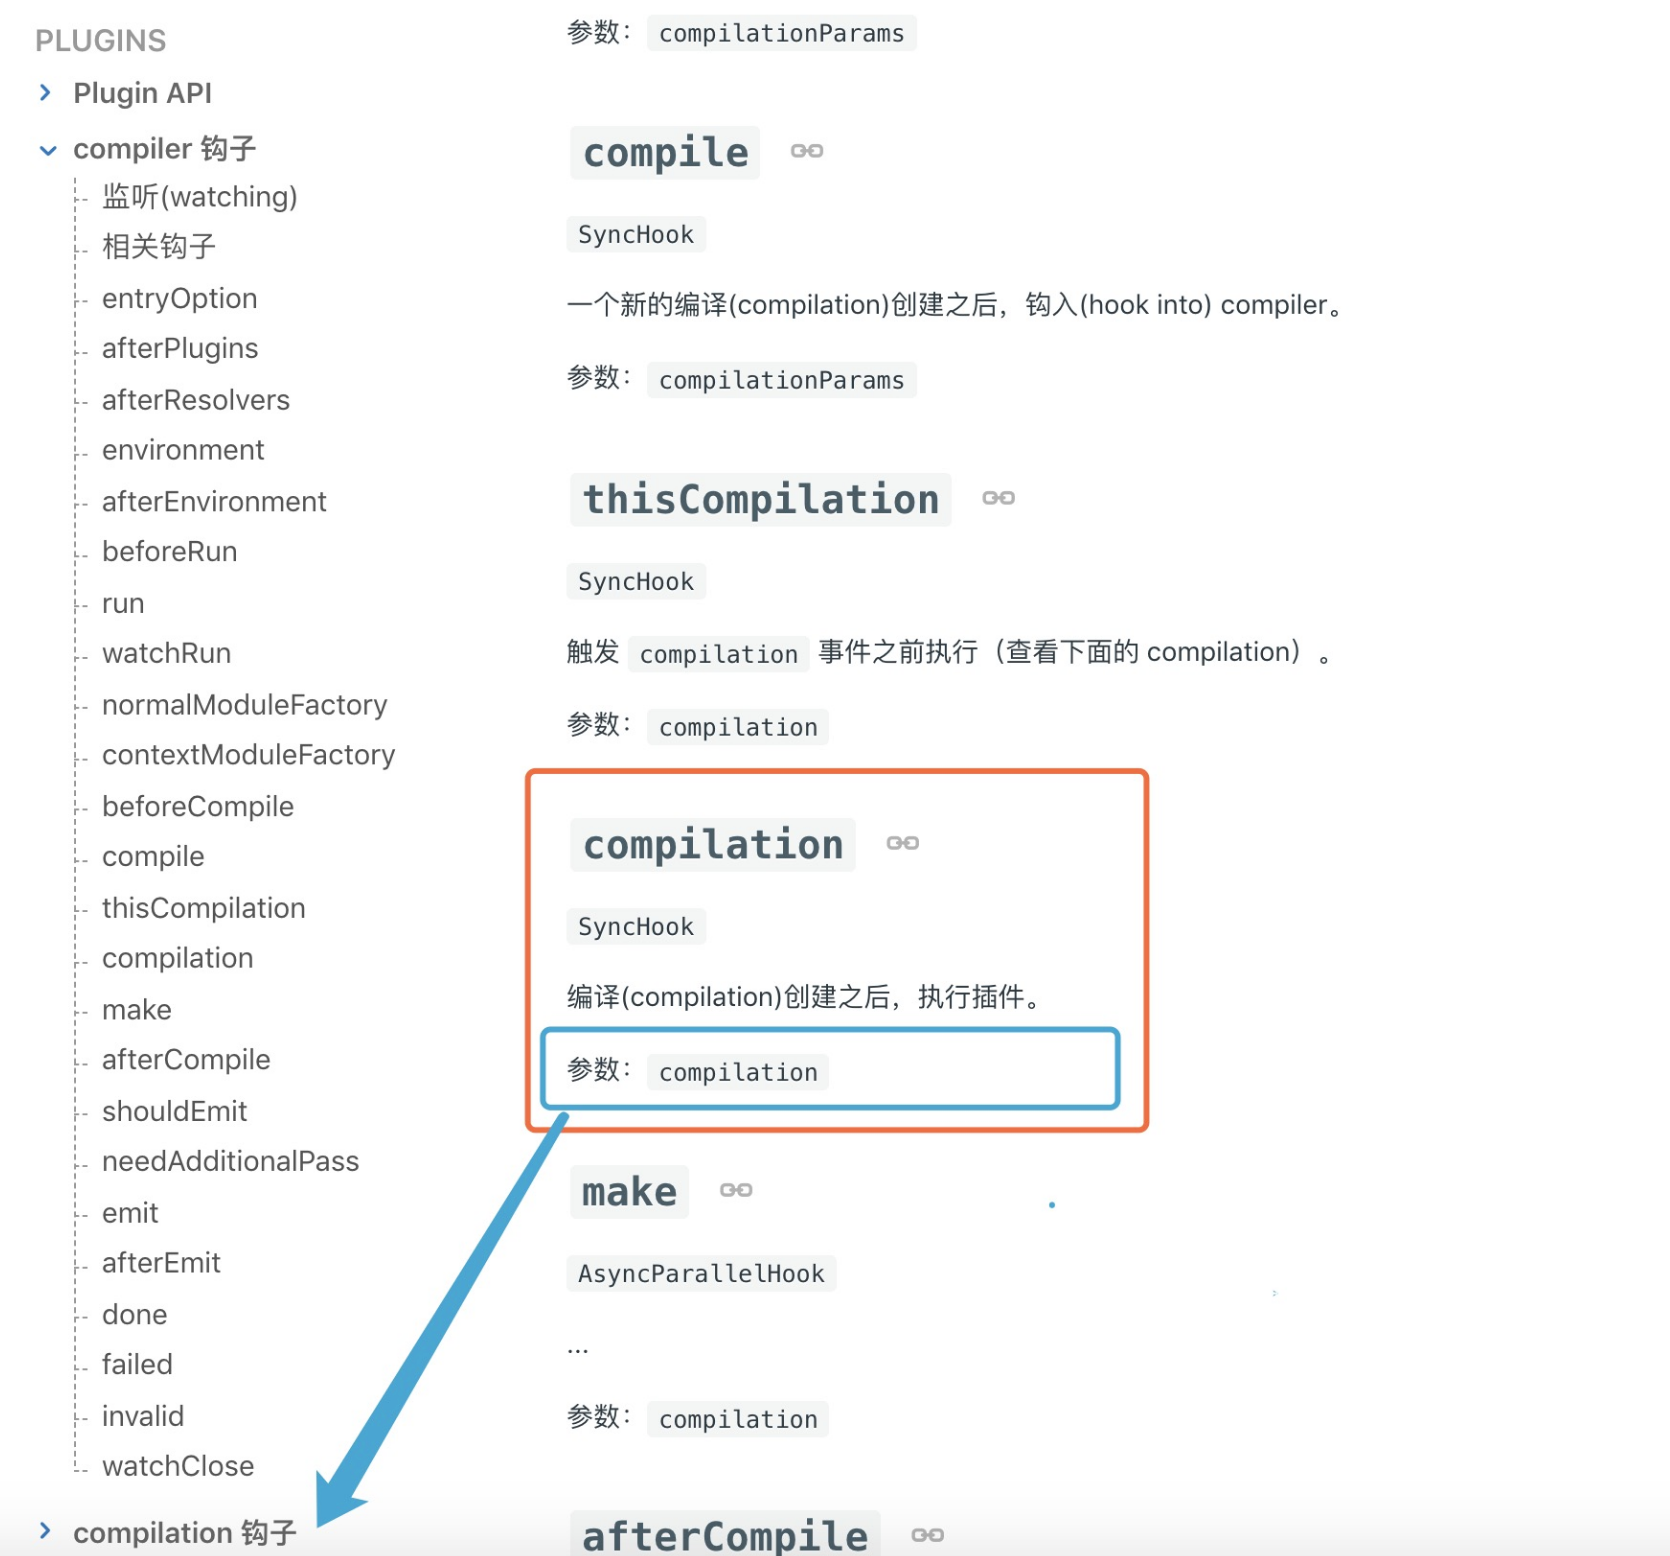 PLUGINS
Plugin API
compiler 钩子
监听(watching)
相关钩子
entryOption
afterPlugins
afterResolvers
environment
afterEnvironment
beforeRun
run
watchRun
normalModuleFactory
contextModuleFactory
beforeCompile
compile
thisCompilation
compilation
make
afterCompile
shouldEmit
needAdditionalPass
emit
afterEmit
done
failed
invalid
watchClose
compilation 钩子
参数： compilationParams
compile
SyncHook
一个新的编译(compilation)创建之后，钩入(hook into) compiler。
参数： compilationParams
thisCompilation
SyncHook
触发 compilation 事件之前执行（查看下面的 compilation）。
参数： compilation
compilation
SyncHook
编译(compilation)创建之后，执行插件。
参数： compilation
make
AsyncParallelHook
...
参数： compilation
afterCompile